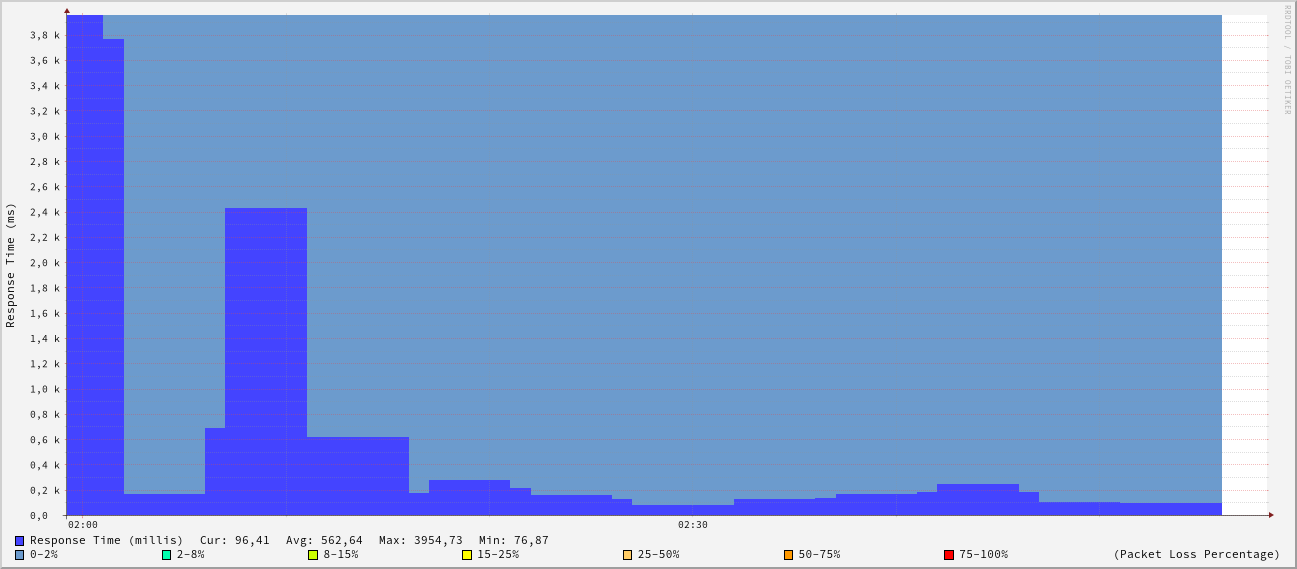 RRDTOOL / TOBI OETIKER
Response Time (ms)
3,8 k
3,6 k
3,4 k
3,2 k
3,0 k
2,8 k
2,6 k
2,4 k
2,2 k
2,0 k
1,8 k
1,6 k
1,4 k
1,2 k
1,0 k
0,8 k
0,6 k
0,4 k
0,2 k
0,0
02:00 02:30
Response Time (millis) Cur: 96,41 Avg: 562,64 Max: 3954,73 Min: 76,87
0-2% 2-8% 8-15% 15-25% 25-50% 50-75% 75-100% (Packet Loss Percentage)